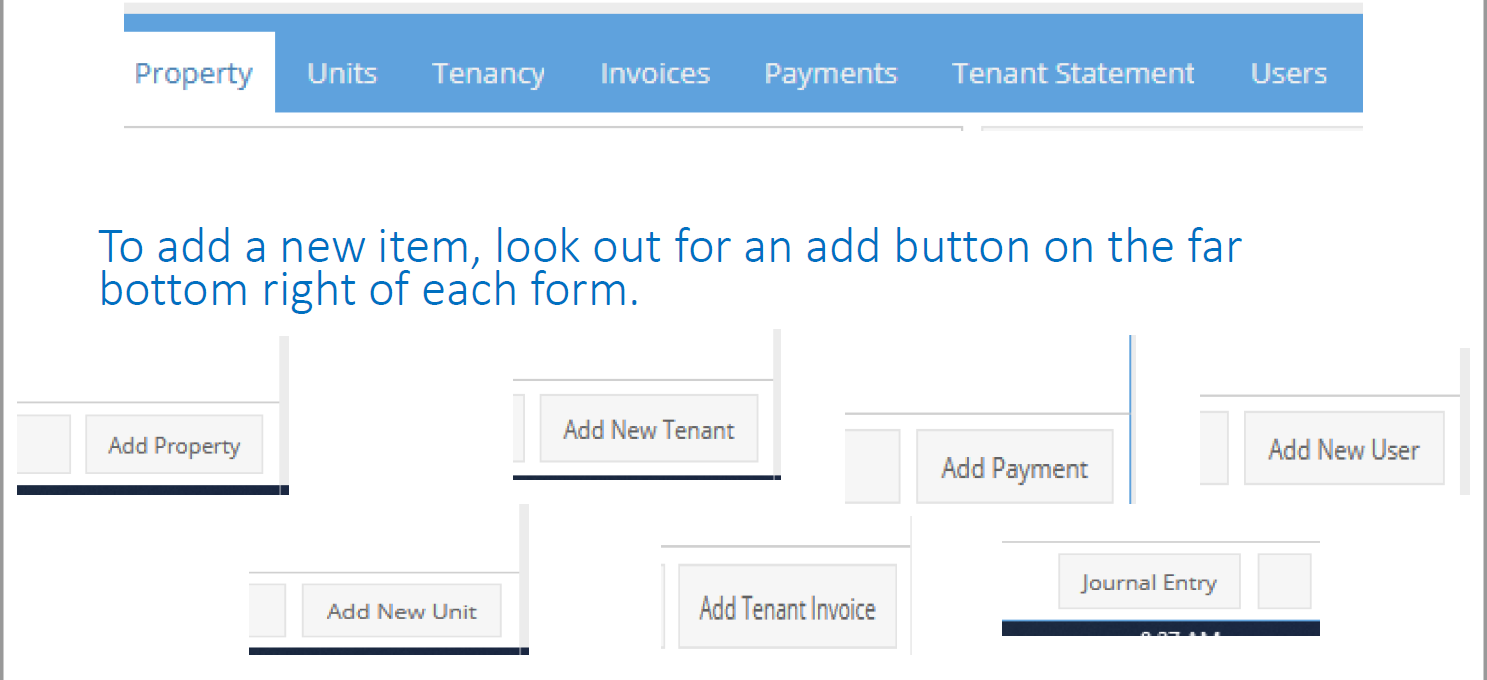 Property Units Tenancy Invoices Payments Tenant Statement Users
To add a new item, look out for an add button on the far
bottom right of each form.
Add Property
Add New Tenant
Add Payment
Add New User
Add New Unit
Add Tenant Invoice
Journal Entry